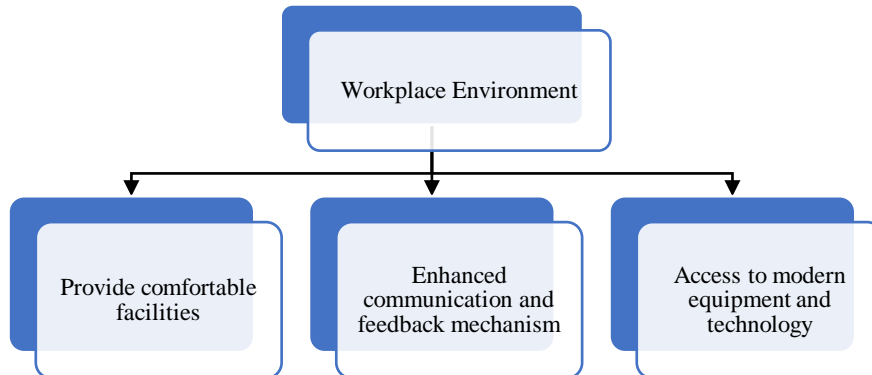 Workplace Environment
Provide comfortable
facilities
Enhanced
communication and
feedback mechanism
Access to modern
equipment and
technology